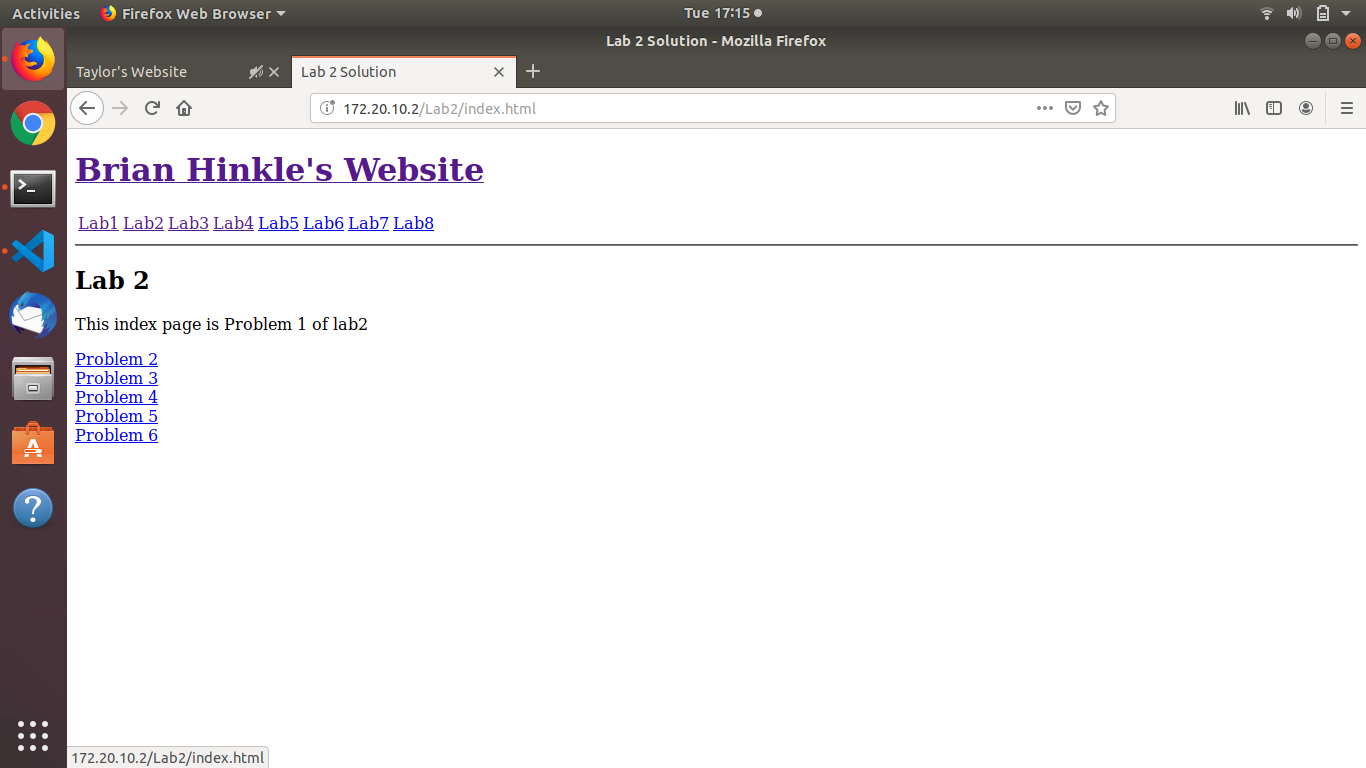 Activities Firefox Web Browser Tue 17:15
Lab 2 Solution - Mozilla Firefox
Taylor's Website Lab 2 Solution
172.20.10.2/Lab2/index.html
Brian Hinkle's Website
Lab1 Lab2 Lab3 Lab4 Lab5 Lab6 Lab7 Lab8
Lab 2
This index page is Problem 1 of lab2
Problem 2
Problem 3
Problem 4
Problem 5
Problem 6
172.20.10.2/Lab2/index.html